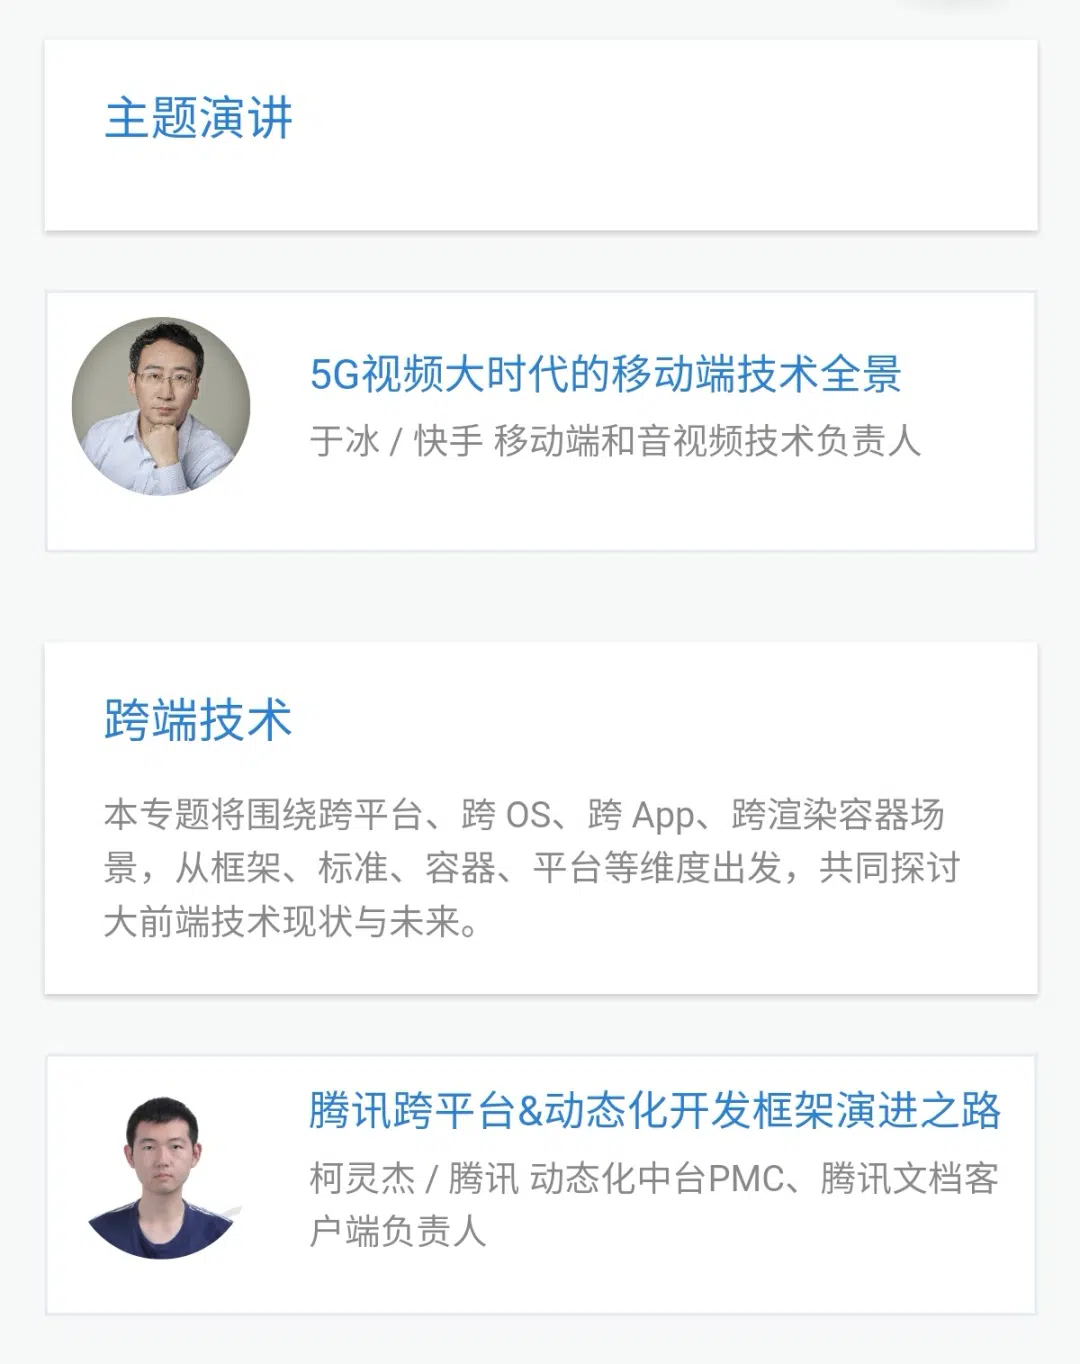 主题演讲
5G视频大时代的移动端技术全景
于冰 / 快手 移动端和音视频技术负责人
跨端技术
本专题将围绕跨平台、跨 OS、跨 App、跨渲染容器场
景，从框架、标准、容器、平台等维度出发，共同探讨
大前端技术现状与未来。
腾讯跨平台&动态化开发框架演进之路
柯灵杰 / 腾讯 动态化中台PMC、腾讯文档客
户端负责人